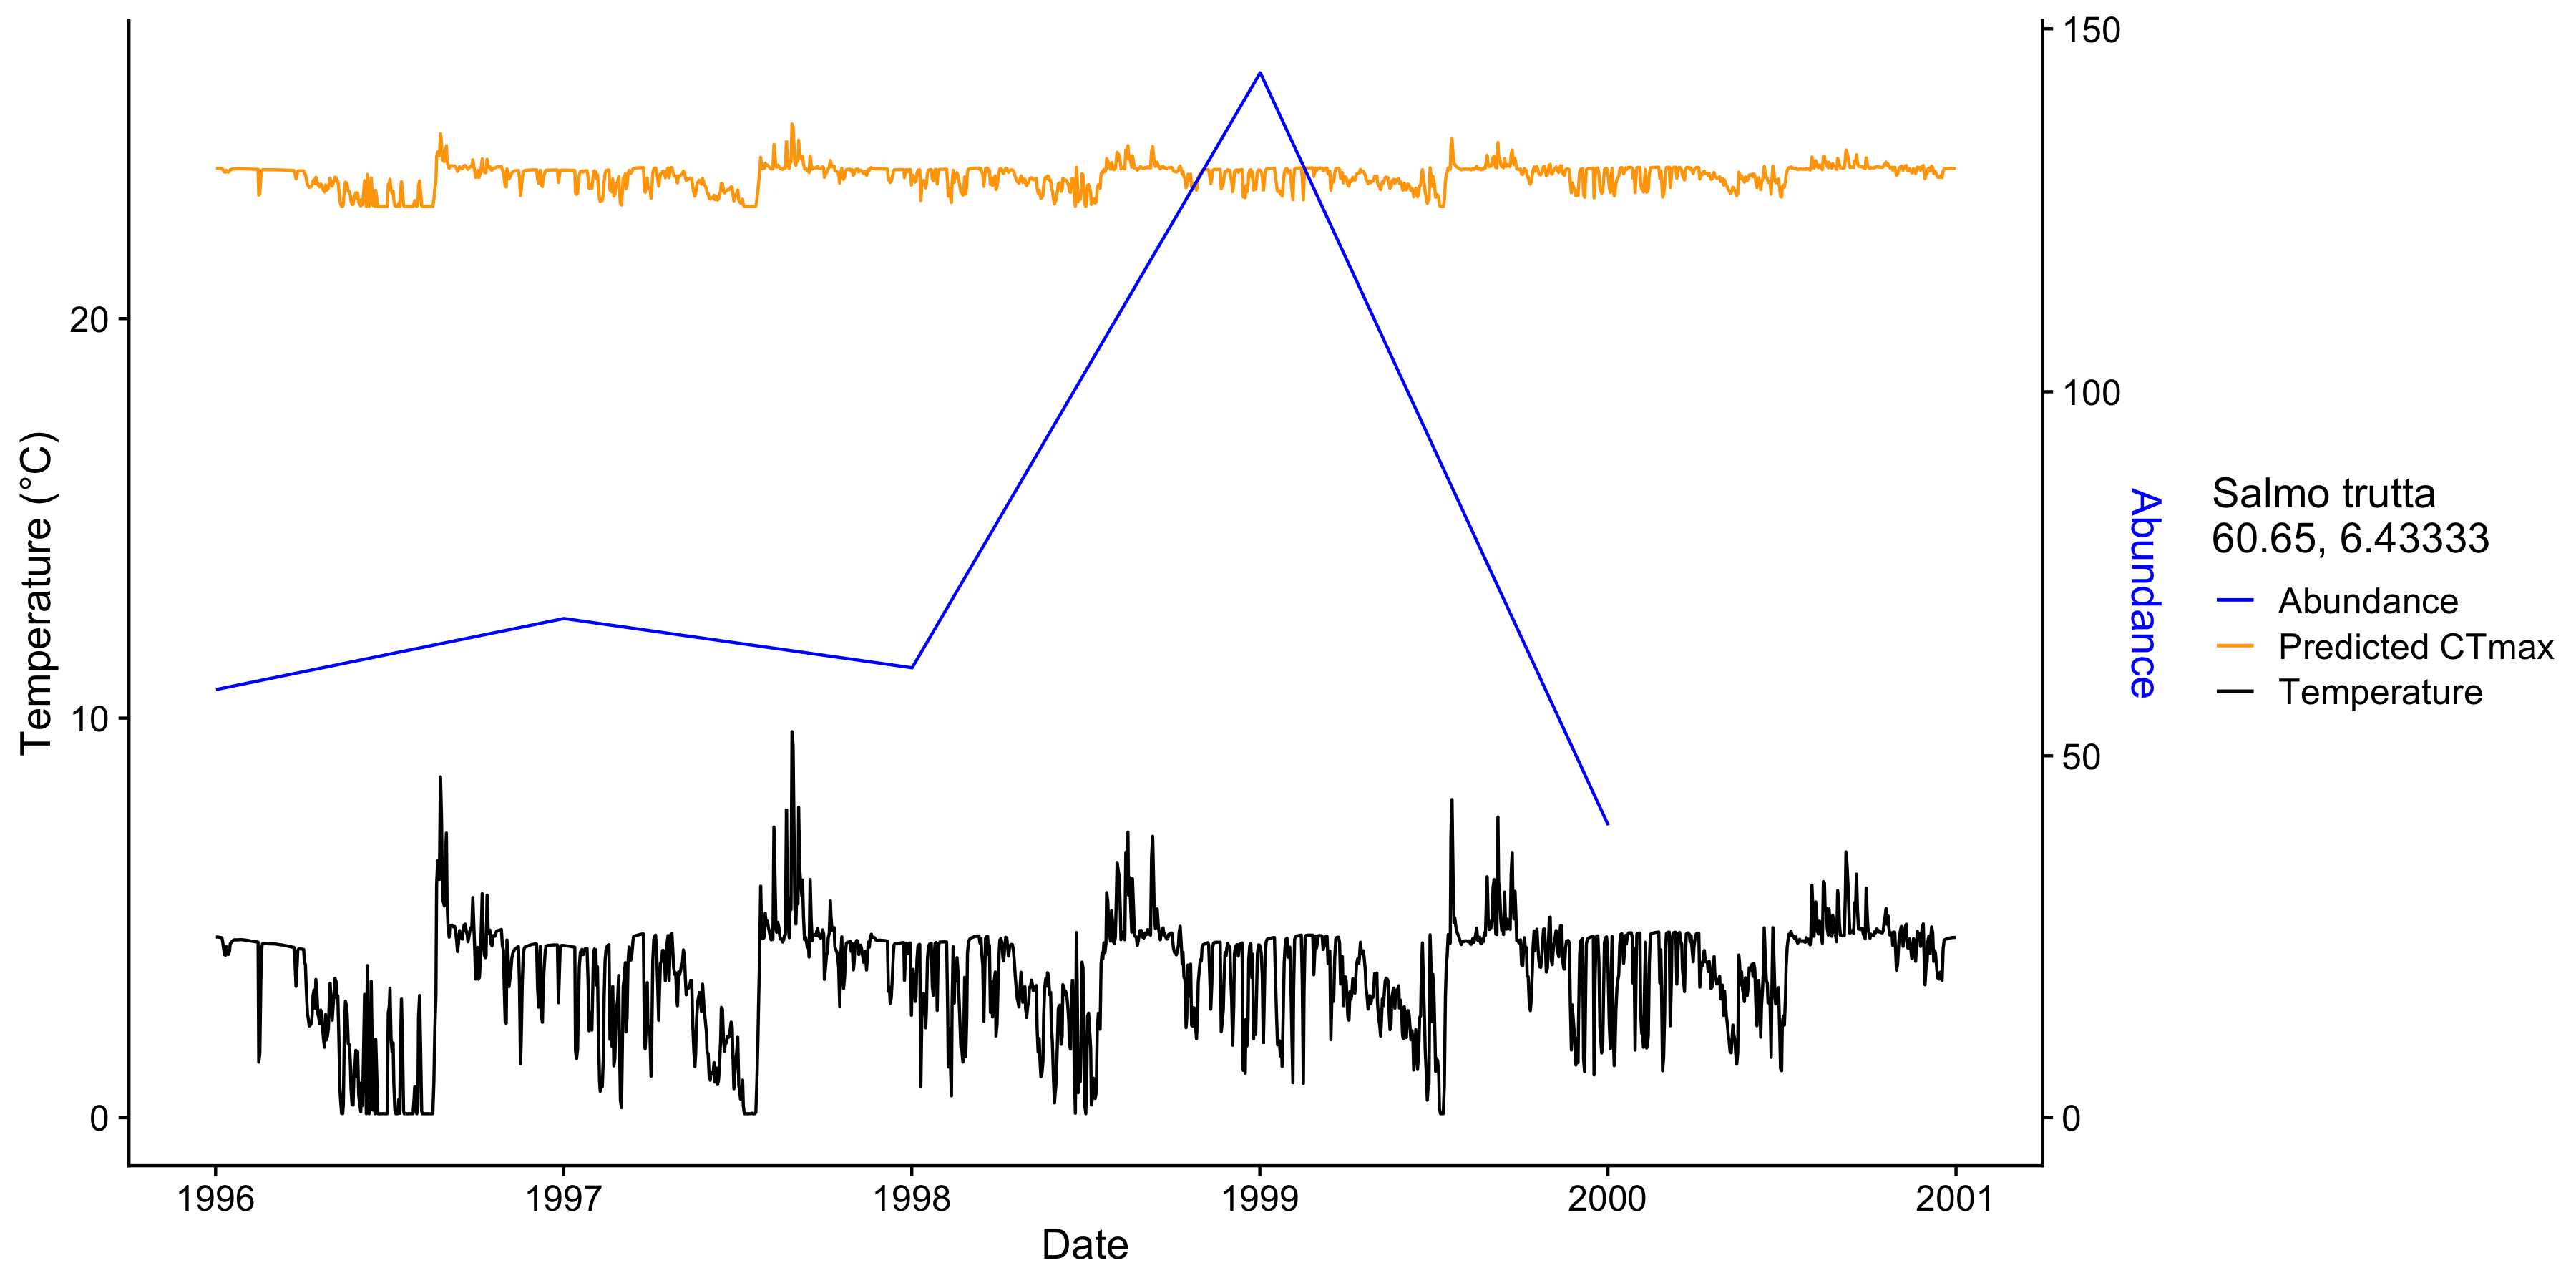 Temperature (°C)
20
10
0
150
100
50
0
Abundance
1996
1997
1998
1999
2000
2001
Date
Salmo trutta
60.65, 6.43333
Abundance
Predicted CTmax
Temperature